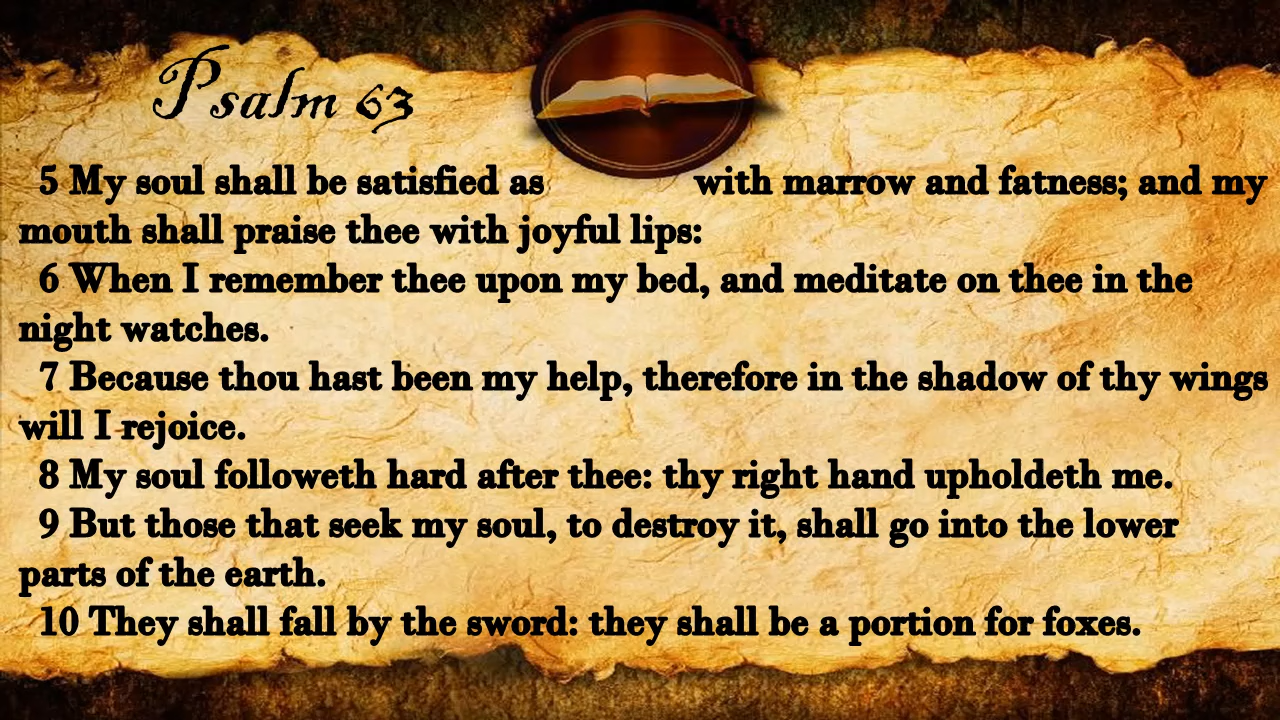 Psalm 63
5 My soul shall be satisfied as with marrow and fatness; and my
mouth shall praise thee with joyful lips:
6 When I remember thee upon my bed, and meditate on thee in the
night watches.
7 Because thou hast been my help, therefore in the shadow of thy wings
will I rejoice.
8 My soul followeth hard after thee: thy right hand upholdeth me.
9 But those that seek my soul, to destroy it, shall go into the lower
parts of the earth.
10 They shall fall by the sword: they shall be a portion for foxes.